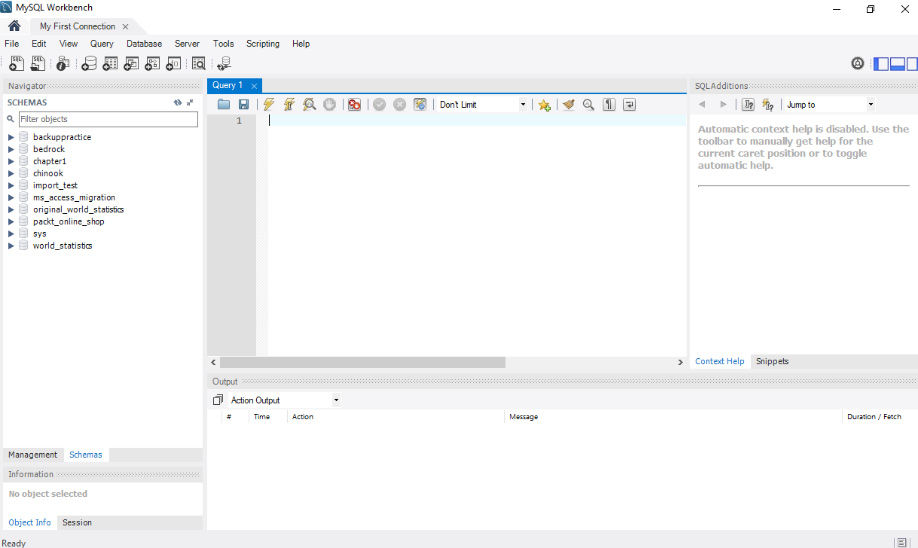 MySQL Workbench
My First Connection
File Edit View Query Database Server Tools Scripting Help
Navigator
SCHEMAS
Filter objects
backuppractice
bedrock
chapter1
chinook
import_test
ms_access_migration
original_world_statistics
packt_online_shop
sys
world_statistics
Management Schemas
Information
No object selected
Object Info Session
Query 1
Don't Limit
1
SQLAdditions
Jump to
Automatic context help is disabled. Use the
toolbar to manually get help for the
current caret position or to toggle
automatic help.
Context Help Snippets
Output
Action Output
# Time Action Message Duration / Fetch
Ready